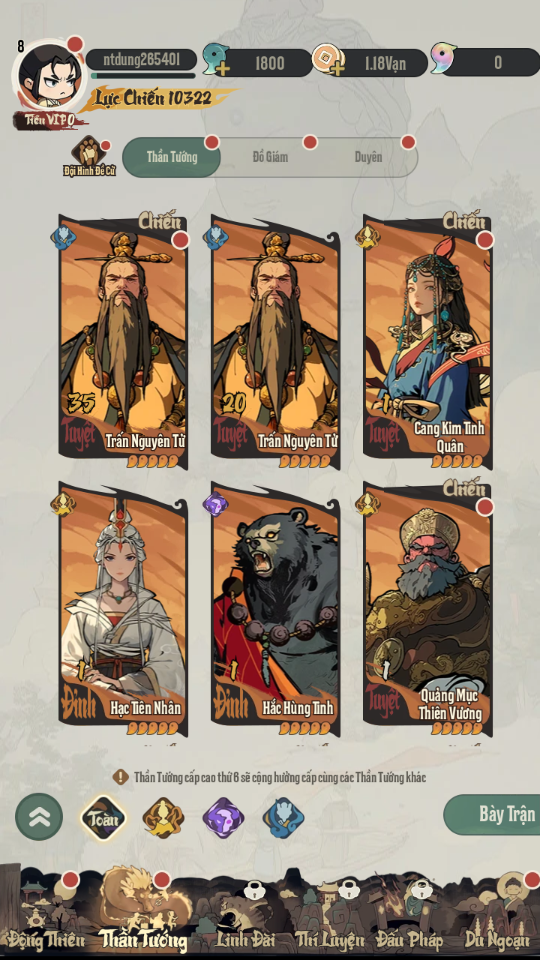 8
ntdung265401
1800
1.18Vạn
0
Lực Chiến 10322
Tiên VIP 0
Đội Hình Đề Cử
Thần Tướng
Đồ Giám
Duyên
Chiến
Chiến
35
Tuyệt
Trấn Nguyên Tử
20
Tuyệt
Trấn Nguyên Tử
1
Tuyệt
Cang Kim Tinh
Quân
Chiến
1
Đỉnh
Hạc Tiên Nhân
1
Đỉnh
Hắc Hùng Tinh
1
Tuyệt
Quảng Mục
Thiên Vương
Thần Tướng cấp cao thứ 6 sẽ cộng hưởng cấp cùng các Thần Tướng khác
Toàn
Bày Trận
Động Thiên
Thần Tướng
Linh Đài
Thí Luyện
Đấu Pháp
Du Ngoạn